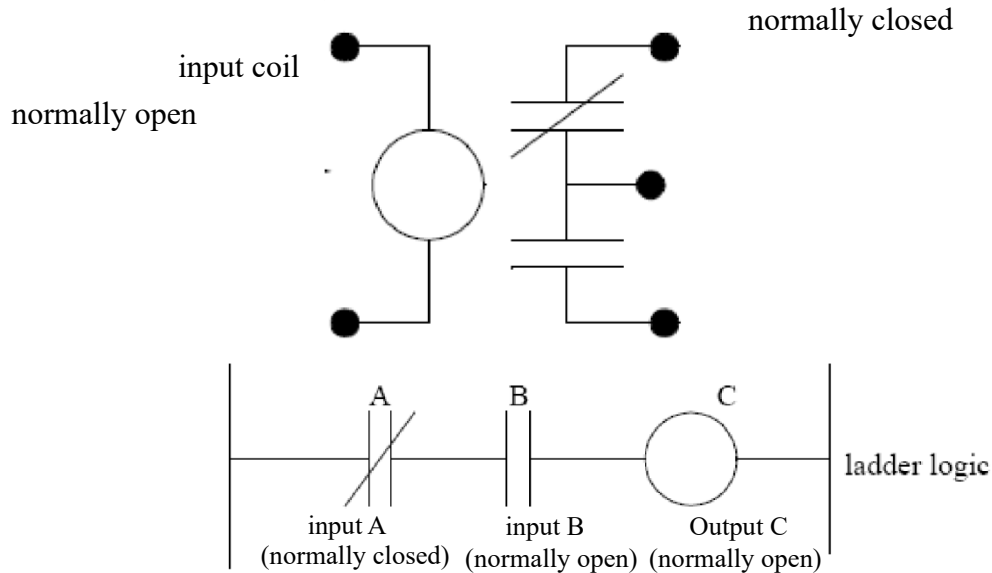 normally closed
input coil
normally open
A
B
C
ladder logic
input A
(normally closed)
input B
(normally open)
Output C
(normally open)